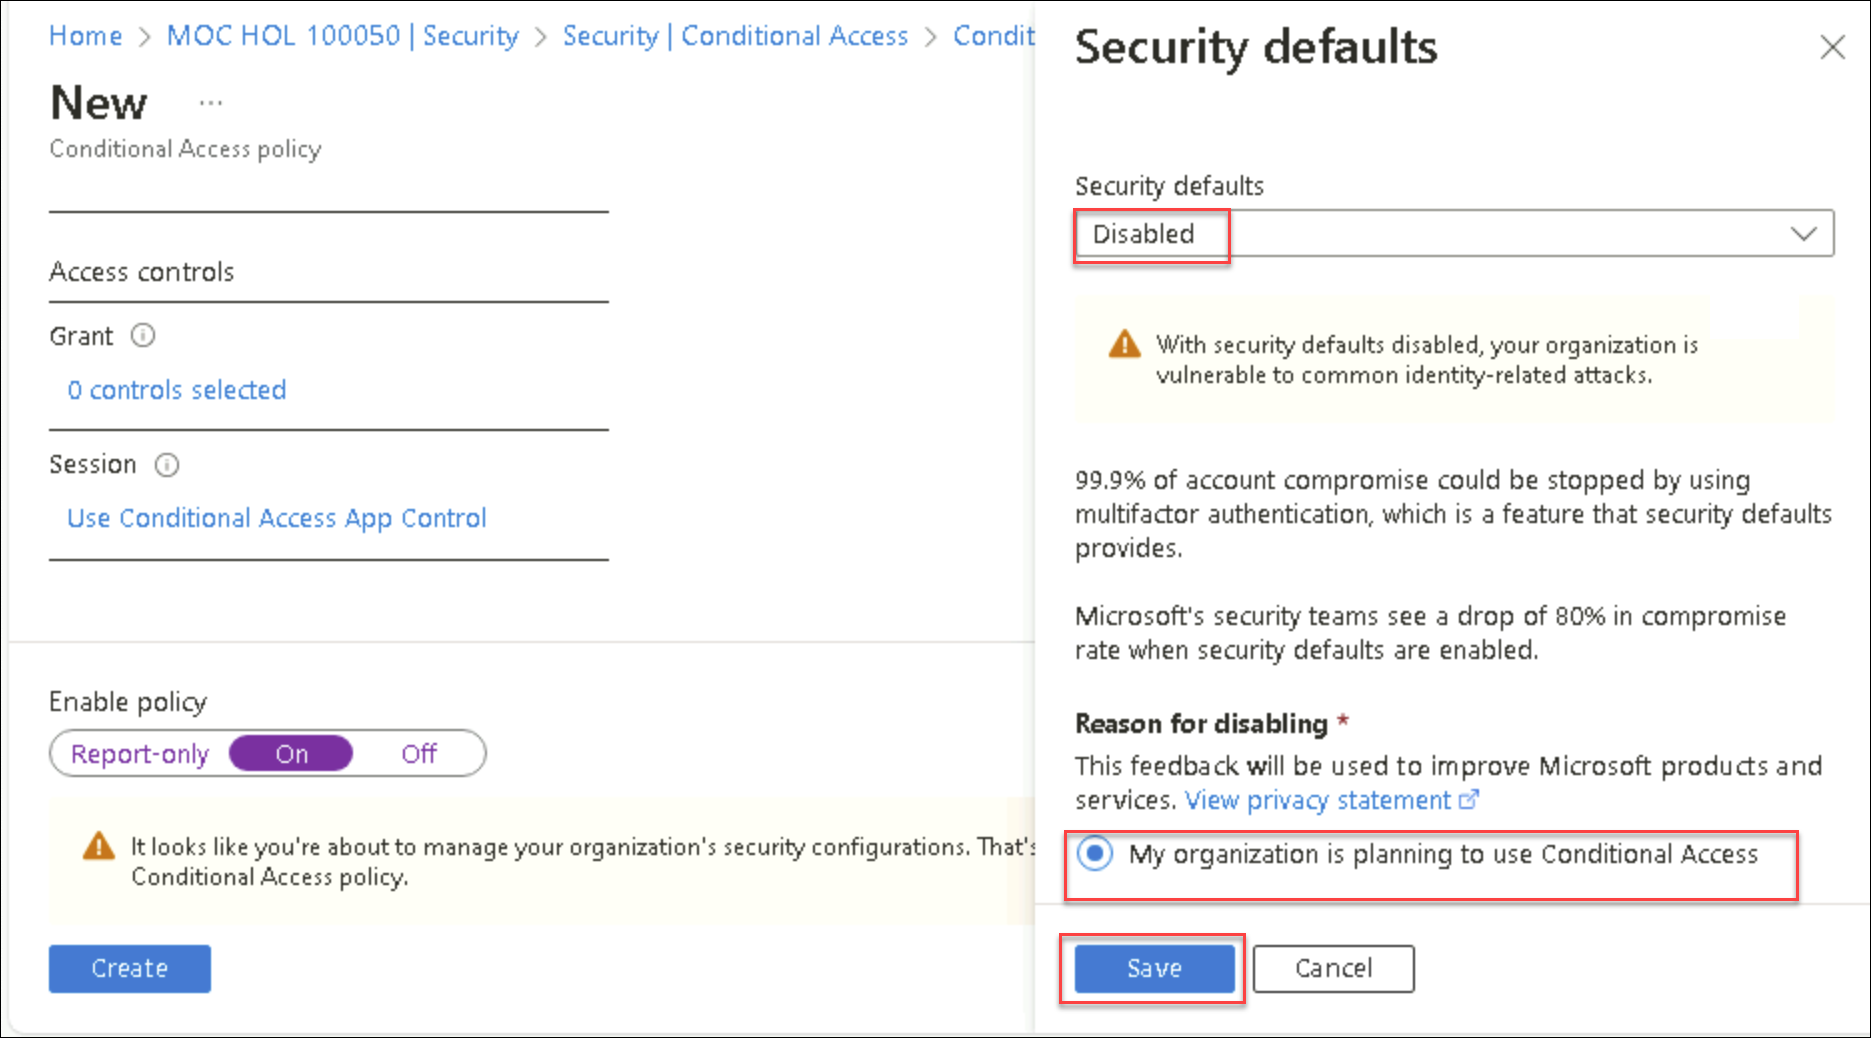 Home > MOC HOL 100050 | Security > Security | Conditional Access > Condit
New ...
Conditional Access policy
Access controls
Grant
0 controls selected
Session
Use Conditional Access App Control
Enable policy
Report-only On Off
It looks like you're about to manage your organization's security configurations. That's
Conditional Access policy.
Create
Security defaults
Security defaults
Disabled
With security defaults disabled, your organization is
vulnerable to common identity-related attacks.
99.9% of account compromise could be stopped by using
multifactor authentication, which is a feature that security defaults
provides.
Microsoft's security teams see a drop of 80% in compromise
rate when security defaults are enabled.
Reason for disabling *
This feedback will be used to improve Microsoft products and
services. View privacy statement
My organization is planning to use Conditional Access
Save Cancel